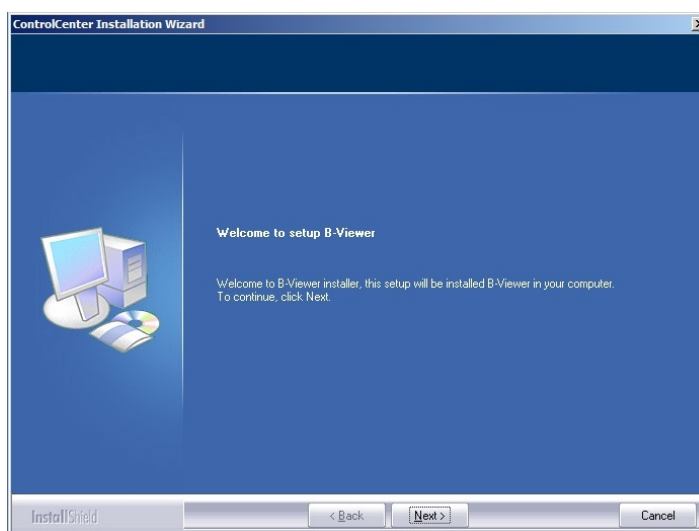 ControlCenter Installation Wizard
Welcome to setup B-Viewer
Welcome to B-Viewer installer, this setup will be installed B-Viewer in your computer.
To continue, click Next.
InstallShield
< Back
Next >
Cancel